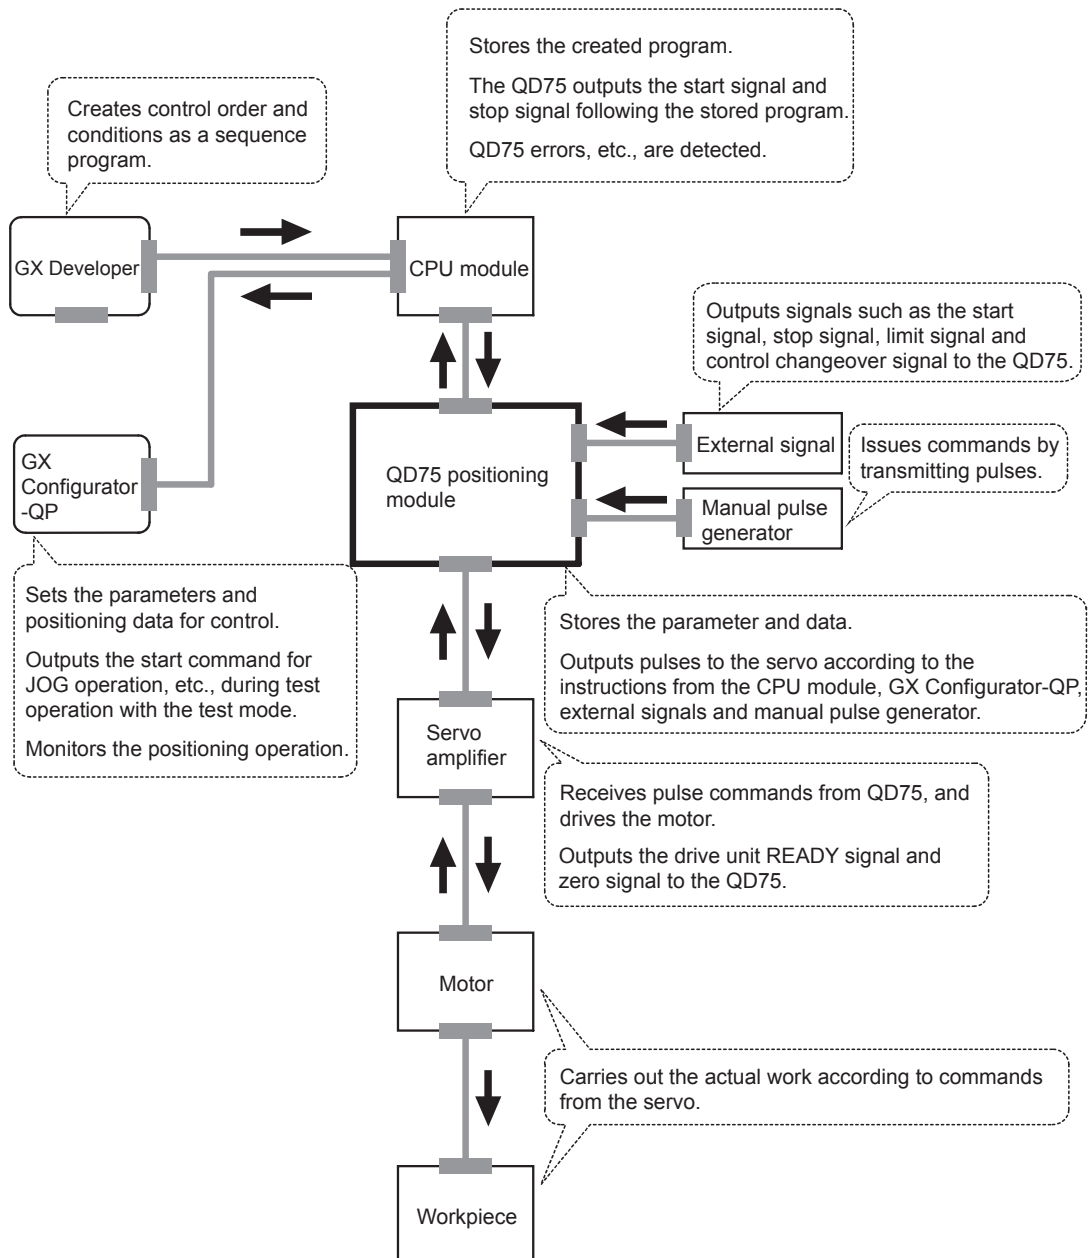 Stores the created program.
The QD75 outputs the start signal and
stop signal following the stored program.
QD75 errors, etc., are detected.
Creates control order and
conditions as a sequence
program.
GX Developer
CPU module
Outputs signals such as the start
signal, stop signal, limit signal and
control changeover signal to the QD75.
External signal
Issues commands by
transmitting pulses.
GX
Configurator
-QP
QD75 positioning
module
Manual pulse
generator
Sets the parameters and
positioning data for control.
Outputs the start command for
JOG operation, etc., during test
operation with the test mode.
Monitors the positioning operation.
Stores the parameter and data.
Outputs pulses to the servo according to the
instructions from the CPU module, GX Configurator-QP,
external signals and manual pulse generator.
Servo
amplifier
Receives pulse commands from QD75, and
drives the motor.
Outputs the drive unit READY signal and
zero signal to the QD75.
Motor
Carries out the actual work according to commands
from the servo.
Workpiece